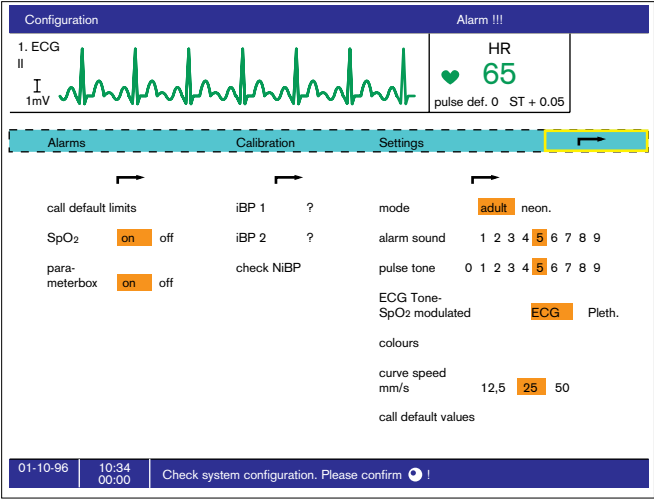 Configuration Alarm !!!
1. ECG
II
1mV
HR
65
pulse def. 0 ST + 0.05
Alarms Calibration Settings
call default limits iBP 1 ? mode adult neon.
SpO2 on off iBP 2 ? alarm sound 1 2 3 4 5 6 7 8 9
para-
meterbox on off
check NiBP pulse tone 0 1 2 3 4 5 6 7 8 9
ECG Tone-
SpO2 modulated ECG Pleth.
colours
curve speed
mm/s 12,5 25 50
call default values
01-10-96 10:34
00:00
Check system configuration. Please confirm !